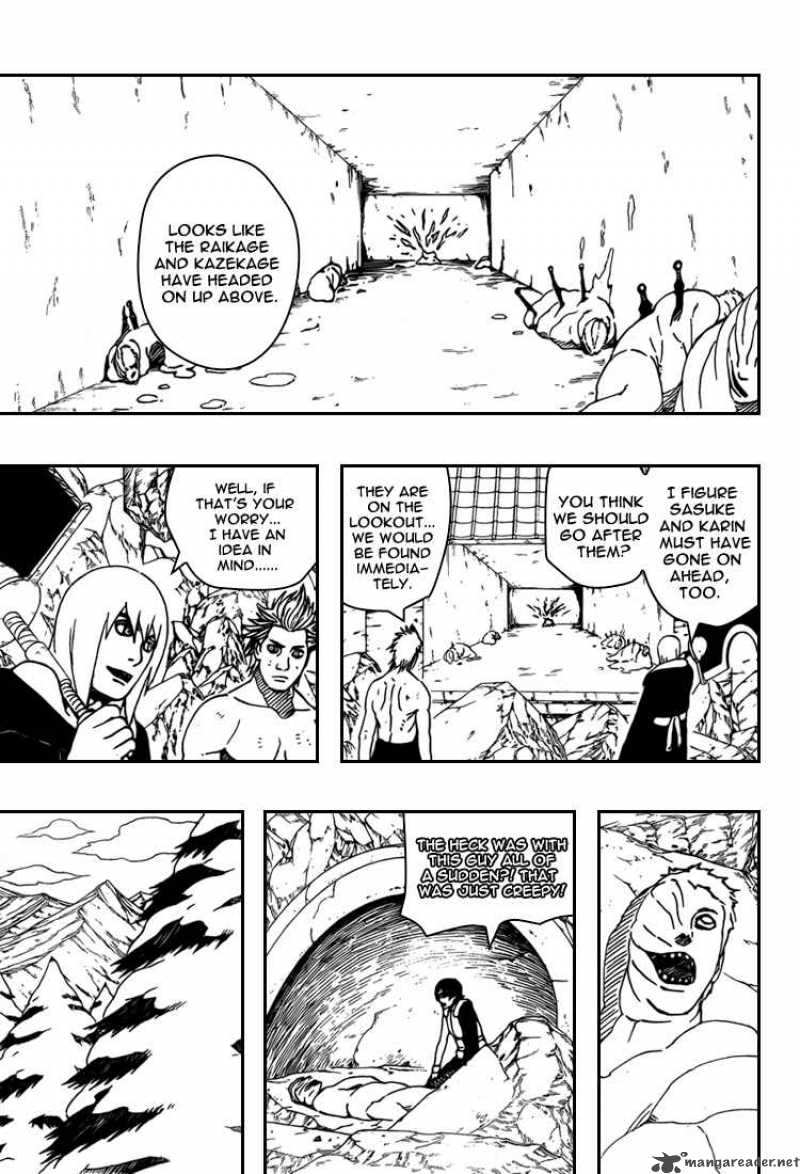 LOOKS LIKE
THE RAIKAGE
AND KAZEKAGE
HAVE HEADED
ON UP ABOVE.
I FIGURE
SASUKE
AND KARIN
MUST HAVE
GONE ON
AHEAD,
TOO.
YOU THINK
WE SHOULD
GO AFTER
THEM?
THEY ARE
ON THE
LOOKOUT...
WE WOULD
BE FOUND
IMMEDIA-
TELY.
WELL, IF
THAT'S YOUR
WORRY...
I HAVE AN
IDEA IN
MIND......
THE HECK WAS WITH
THIS GUY ALL OF
A SUDDEN?! THAT
WAS JUST CREEPY!
mangareader.net